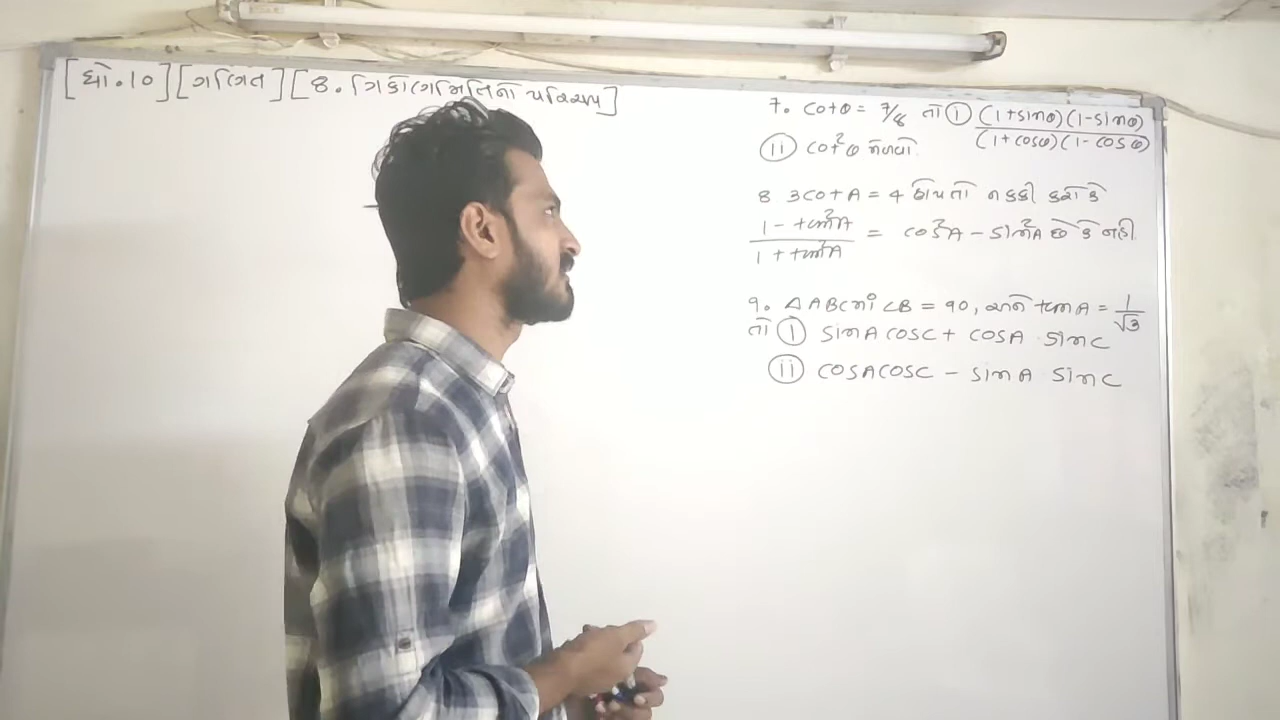 [ધો.10][ગણિત][8. ત્રિકોણમિતિનો પરિચય]
7. cotθ = 7/8 તો ⓘ (1+sinθ)(1-sinθ) / (1+cosθ)(1-cosθ)
ⓘⓘ cot²θ મેળવો.
8 3cotA = 4 હોય તો નક્કી કરો કે
1 - tan²A / 1 + tan²A = cos²A - sin²A છે કે નહી.
9. △ABCમાં ∠B = 90, અને tanA = 1/√3
તો ⓘ sinA cosC + cosA sinC
ⓘⓘ cosA cosC - sinA sinC